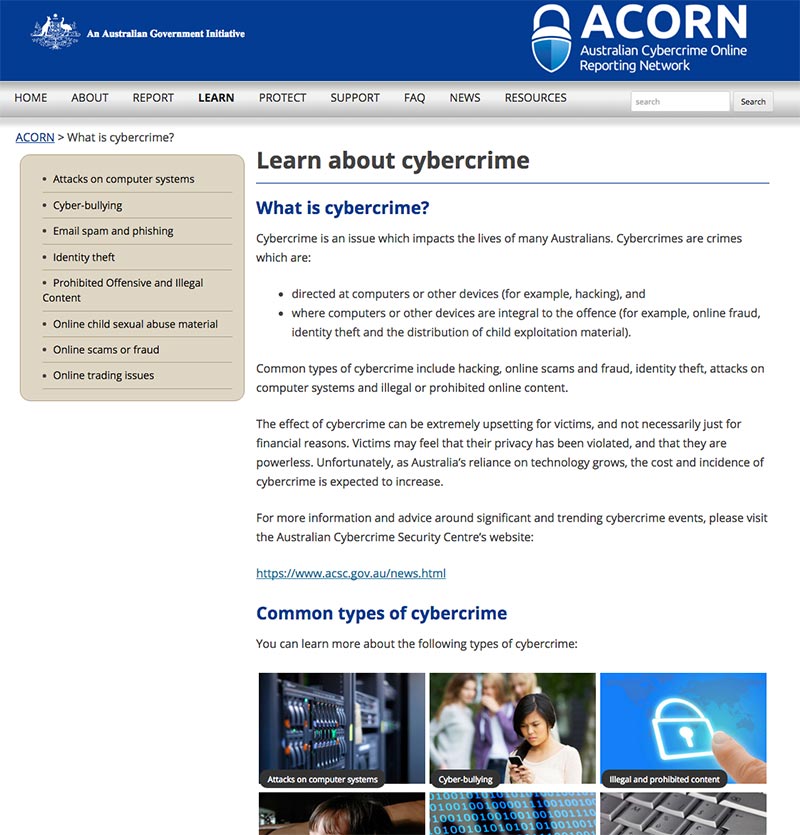 An Australian Government Initiative
ACORN
Australian Cybercrime Online
Reporting Network
HOME ABOUT REPORT LEARN PROTECT SUPPORT FAQ NEWS RESOURCES
search Search
ACORN > What is cybercrime?
• Attacks on computer systems
• Cyber-bullying
• Email spam and phishing
• Identity theft
• Prohibited Offensive and Illegal
Content
• Online child sexual abuse material
• Online scams or fraud
• Online trading issues
Learn about cybercrime
What is cybercrime?
Cybercrime is an issue which impacts the lives of many Australians. Cybercrimes are crimes
which are:
• directed at computers or other devices (for example, hacking), and
• where computers or other devices are integral to the offence (for example, online fraud,
identity theft and the distribution of child exploitation material).
Common types of cybercrime include hacking, online scams and fraud, identity theft, attacks on
computer systems and illegal or prohibited online content.
The effect of cybercrime can be extremely upsetting for victims, and not necessarily just for
financial reasons. Victims may feel that their privacy has been violated, and that they are
powerless. Unfortunately, as Australia's reliance on technology grows, the cost and incidence of
cybercrime is expected to increase.
For more information and advice around significant and trending cybercrime events, please visit
the Australian Cybercrime Security Centre's website:
https://www.acsc.gov.au/news.html
Common types of cybercrime
You can learn more about the following types of cybercrime:
Attacks on computer systems
Cyber-bullying
Illegal and prohibited content